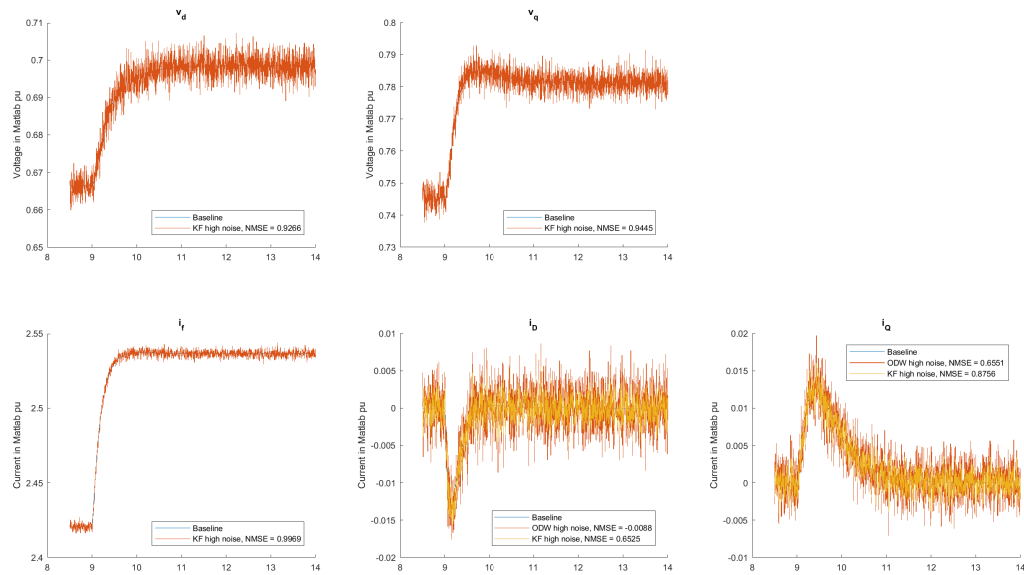 v_d
Voltage in Matlab pu
0.71
0.7
0.69
0.68
0.67
0.66
0.65
8 9 10 11 12 13 14
Baseline
KF high noise, NMSE = 0.9266
v_q
Voltage in Matlab pu
0.8
0.79
0.78
0.77
0.76
0.75
0.74
0.73
8 9 10 11 12 13 14
Baseline
KF high noise, NMSE = 0.9445
i_f
Current in Matlab pu
2.55
2.5
2.45
2.4
8 9 10 11 12 13 14
Baseline
KF high noise, NMSE = 0.9969
i_D
Current in Matlab pu
0.01
0.005
0
-0.005
-0.01
-0.015
-0.02
8 9 10 11 12 13 14
Baseline
ODW high noise, NMSE = -0.0088
KF high noise, NMSE = 0.6525
i_Q
Current in Matlab pu
0.02
0.015
0.01
0.005
0
-0.005
-0.01
8 9 10 11 12 13 14
Baseline
ODW high noise, NMSE = 0.6551
KF high noise, NMSE = 0.8756